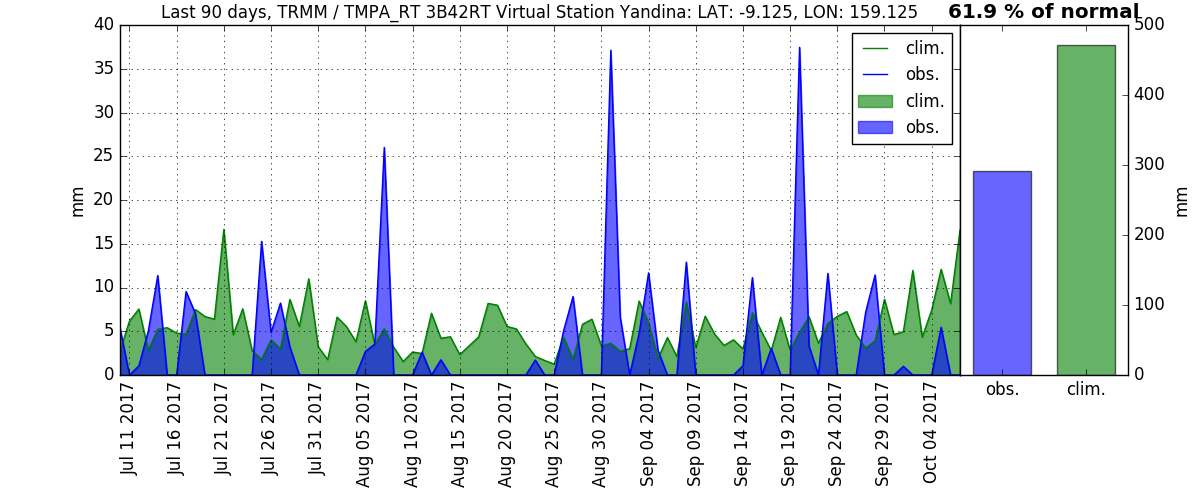 Last 90 days, TRMM / TMPA_RT 3B42RT Virtual Station Yandina: LAT: -9.125, LON: 159.125
61.9 % of normal
40
35
30
25
20
15
10
5
0
mm
clim.
obs.
clim.
obs.
500
400
300
200
100
0
mm
obs.
clim.
Jul 11 2017
Jul 16 2017
Jul 21 2017
Jul 26 2017
Jul 31 2017
Aug 05 2017
Aug 10 2017
Aug 15 2017
Aug 20 2017
Aug 25 2017
Aug 30 2017
Sep 04 2017
Sep 09 2017
Sep 14 2017
Sep 19 2017
Sep 24 2017
Sep 29 2017
Oct 04 2017